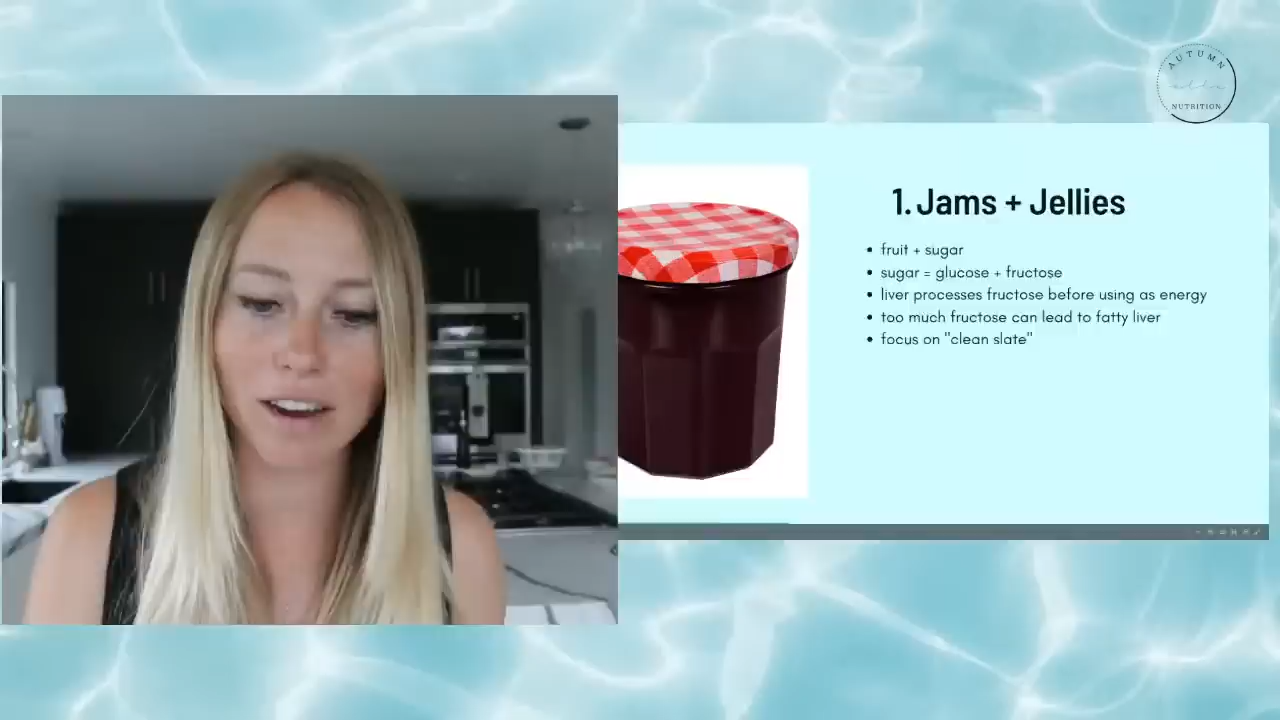 AUTUMN
NUTRITION
1. Jams + Jellies
• fruit + sugar
• sugar = glucose + fructose
• liver processes fructose before using as energy
• too much fructose can lead to fatty liver
• focus on "clean slate"